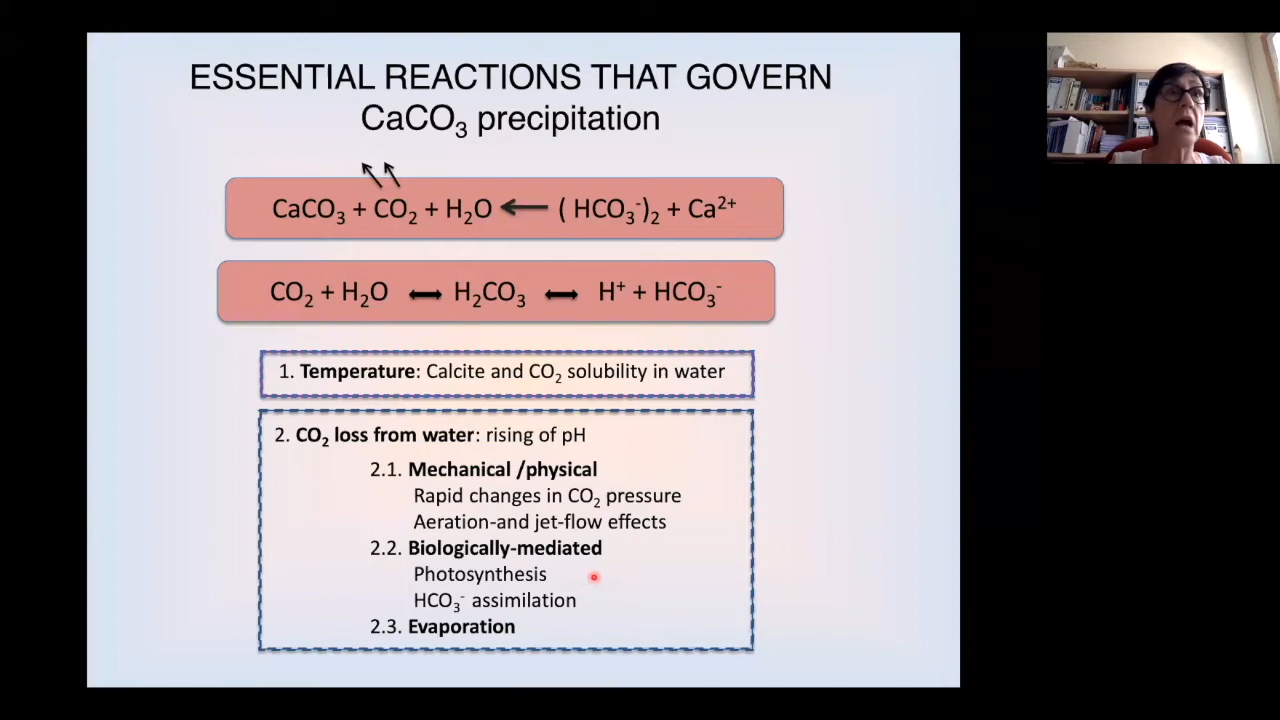 ESSENTIAL REACTIONS THAT GOVERN
CaCO₃ precipitation
CaCO₃ + CO₂ + H₂O ← ( HCO₃⁻)₂ + Ca²⁺
CO₂ + H₂O ↔ H₂CO₃ ↔ H⁺ + HCO₃⁻
1. Temperature: Calcite and CO₂ solubility in water
2. CO₂ loss from water: rising of pH
2.1. Mechanical /physical
Rapid changes in CO₂ pressure
Aeration-and jet-flow effects
2.2. Biologically-mediated
Photosynthesis
HCO₃⁻ assimilation
2.3. Evaporation